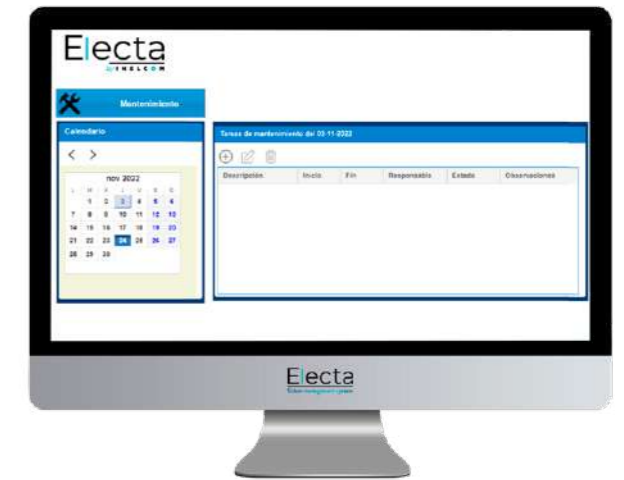 Electa
by INELCOM
Mantenimiento
Calendario
< >
nov 2022
1 2 3 4 5 6
7 8 9 10 11 12 13
14 15 16 17 18 19 20
21 22 23 24 25 26 27
28 29 30
Tareas de mantenimiento del 03-11-2022
Descripción Inicio Fin Responsable Estado Observaciones
Electa